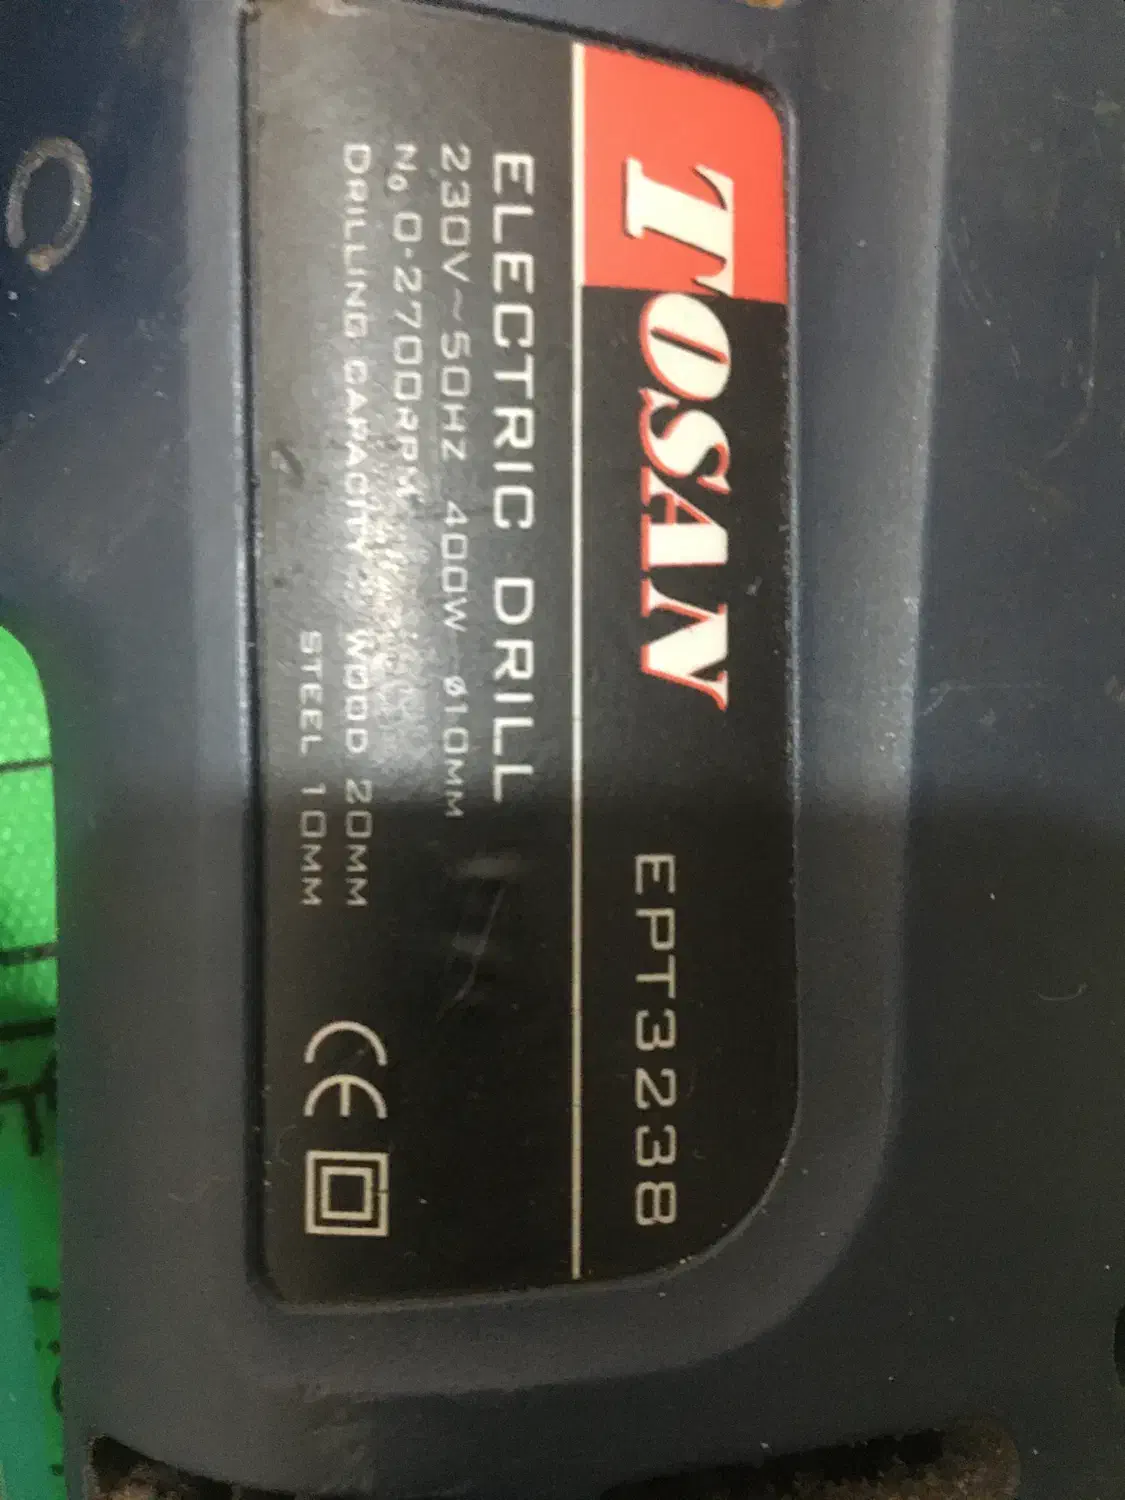 TOSAN EPT3238
ELECTRIC DRILL
230V~50HZ 400W Ø10MM
No 0-2700RPM
DRILLING CAPACITY: WOOD 20MM
STEEL 10MM
CE